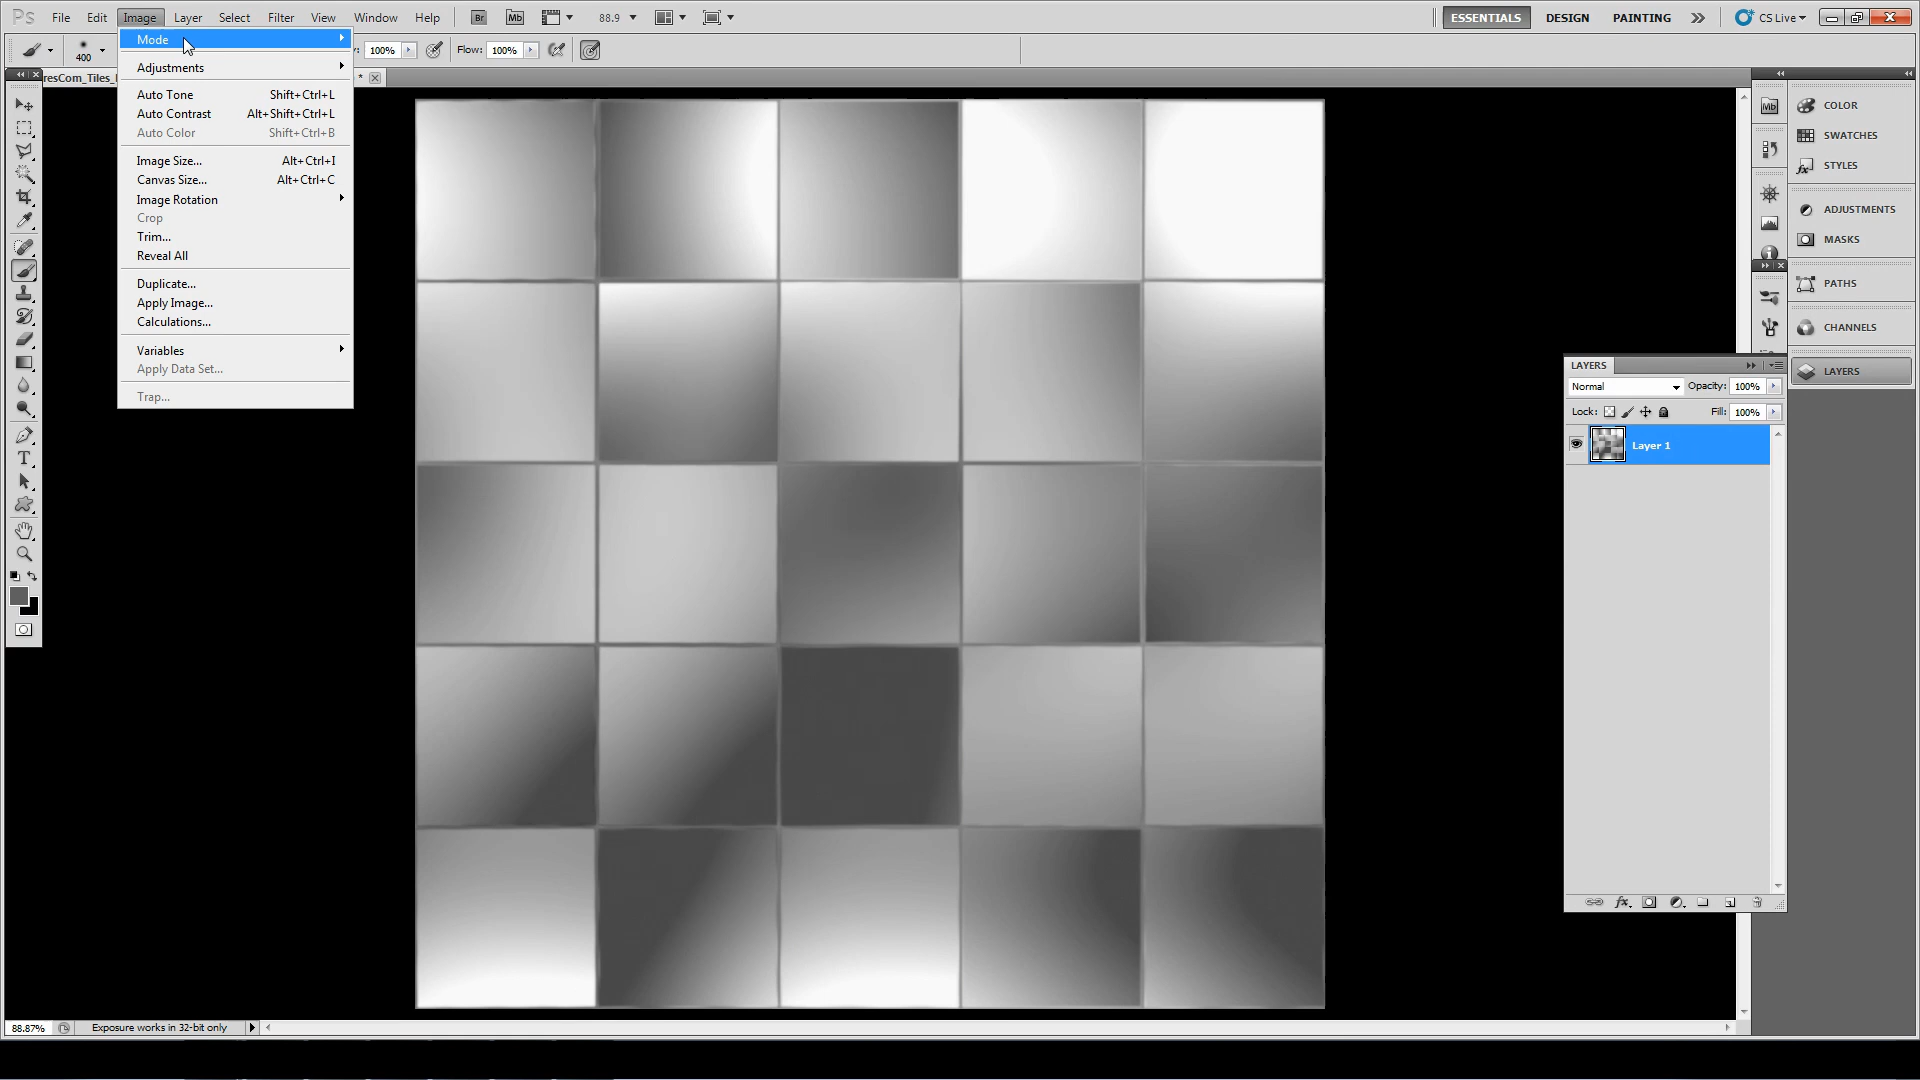 Ps File Edit Image Layer Select Filter View Window Help Br Mb 88.9 ESSENTIALS DESIGN PAINTING CS Live
400 100% Flow: 100%
resCom_Tiles_ *
Mode
Adjustments
Auto Tone Shift+Ctrl+L
Auto Contrast Alt+Shift+Ctrl+L
Auto Color Shift+Ctrl+B
Image Size... Alt+Ctrl+I
Canvas Size... Alt+Ctrl+C
Image Rotation
Crop
Trim...
Reveal All
Duplicate...
Apply Image...
Calculations...
Variables
Apply Data Set...
Trap...
Mb
COLOR
SWATCHES
STYLES
ADJUSTMENTS
MASKS
PATHS
CHANNELS
LAYERS
LAYERS
Normal Opacity: 100%
Lock: Fill: 100%
Layer 1
88.87% Exposure works in 32-bit only